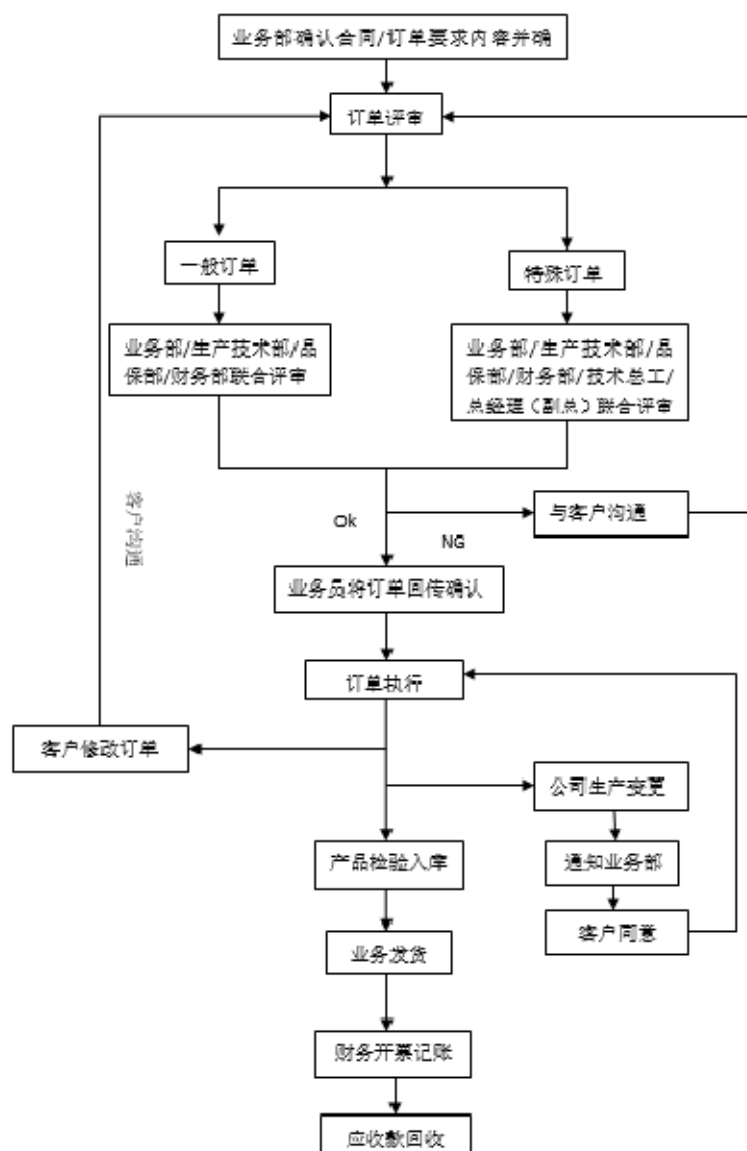 业务部确认合同/订单要求内容并确
订单评审
一般订单
特殊订单
业务部/生产技术部/品
保部/财务部联合评审
业务部/生产技术部/品
保部/财务部/技术总工/
总经理（副总）联合评审
客户沟通
Ok
NG
与客户沟通
业务员将订单回传确认
订单执行
客户修改订单
公司生产变更
产品检验入库
通知业务部
客户同意
业务发货
财务开票记账
应收款回收